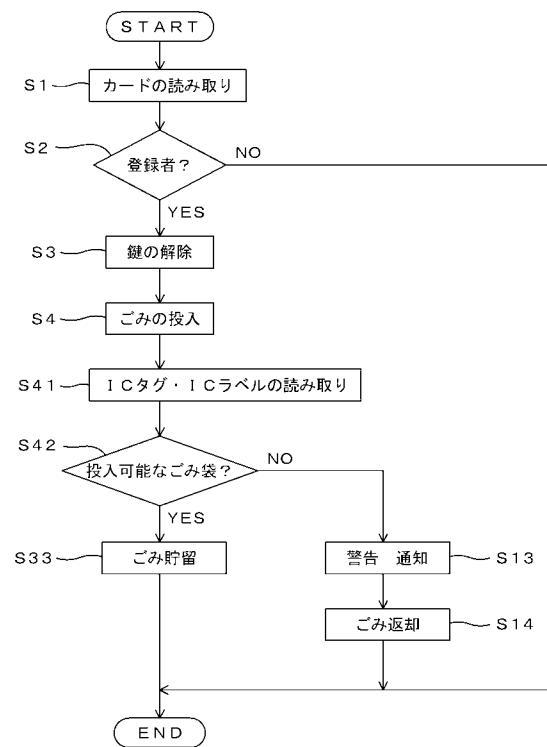 START
S1
カードの読み取り
S2
登録者？
NO
YES
S3
鍵の解除
S4
ごみの投入
S41
ICタグ・ICラベルの読み取り
S42
投入可能なごみ袋？
NO
YES
S33
ごみ貯留
警告　通知
S13
ごみ返却
S14
END